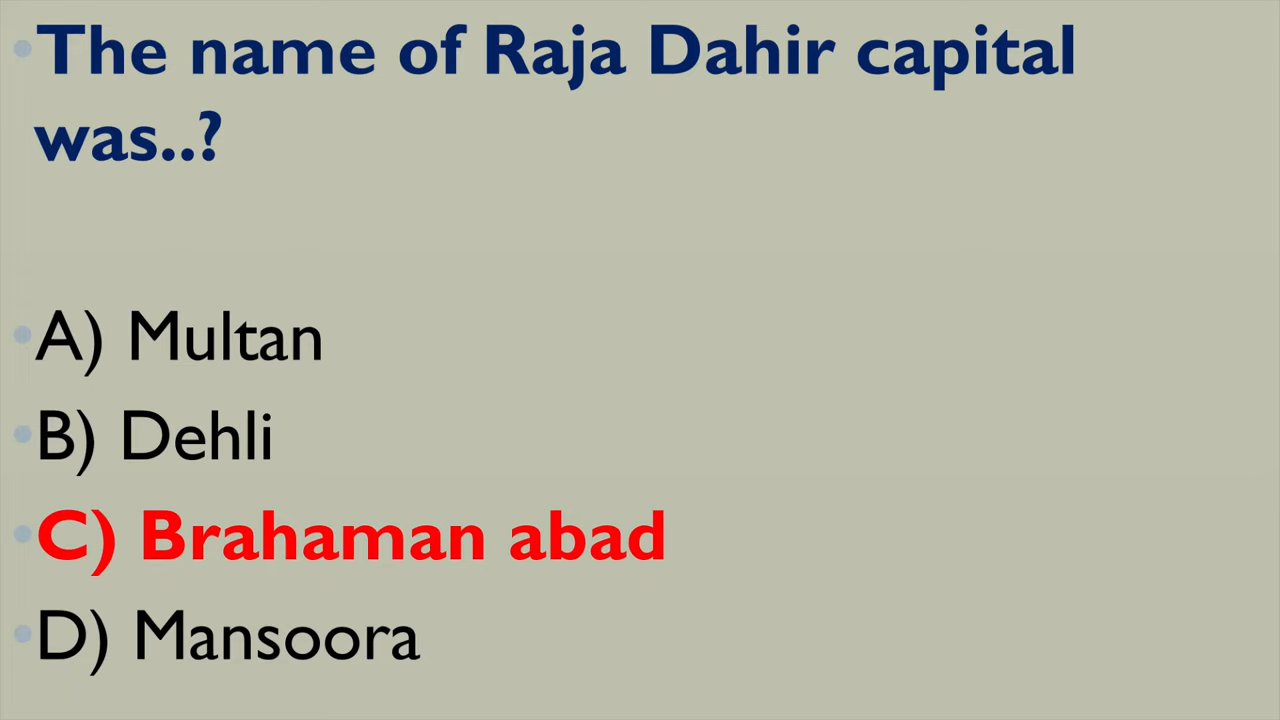 •The name of Raja Dahir capital
was..?
•A) Multan
•B) Dehli
•C) Brahaman abad
•D) Mansoora